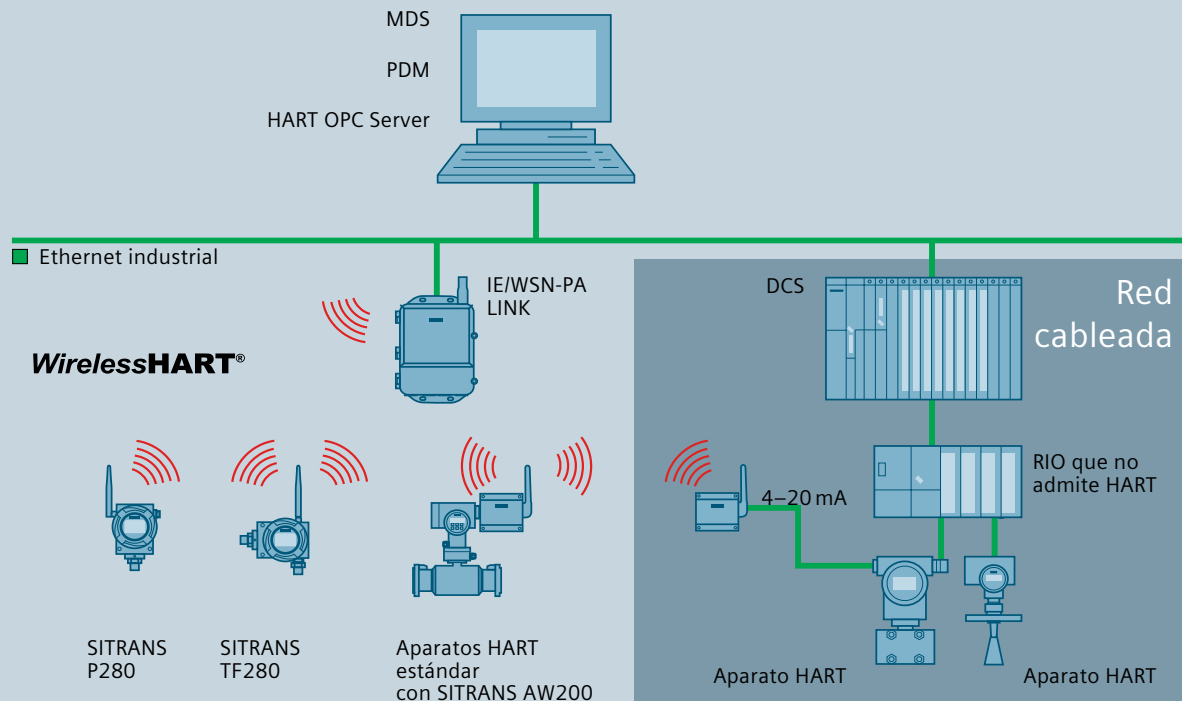 MDS
PDM
HART OPC Server
Ethernet industrial
IE/WSN-PA
LINK
DCS
Red
cableada
WirelessHART®
RIO que no
admite HART
4–20 mA
SITRANS
P280
SITRANS
TF280
Aparatos HART
estándar
con SITRANS AW200
Aparato HART
Aparato HART